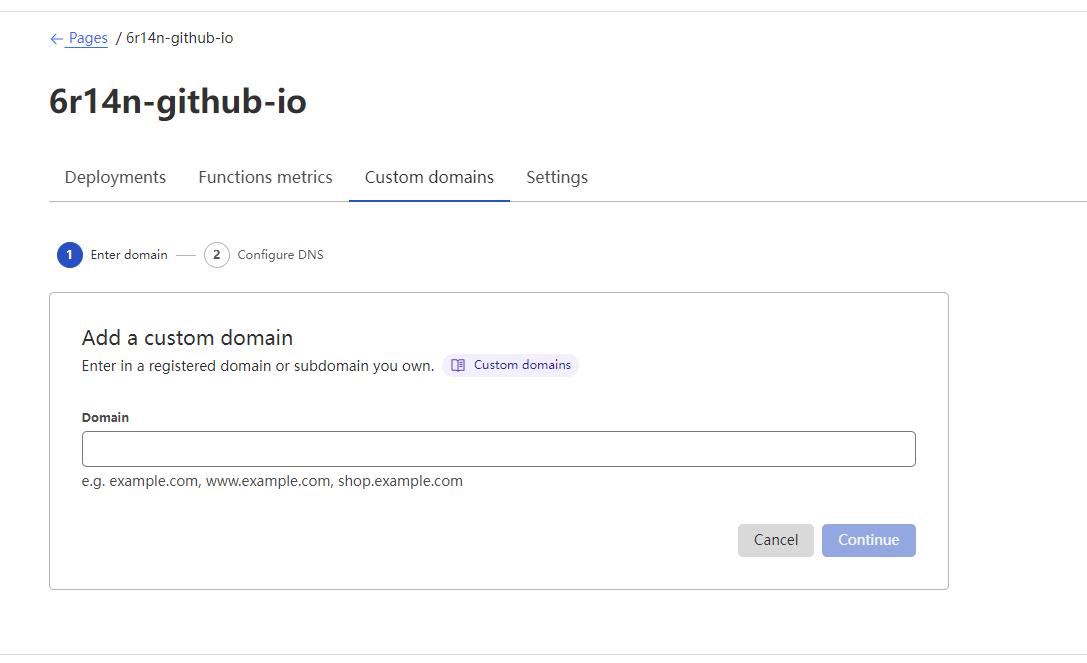 ← Pages / 6r14n-github-io
6r14n-github-io
Deployments Functions metrics Custom domains Settings
1 Enter domain 2 Configure DNS
Add a custom domain
Enter in a registered domain or subdomain you own. Custom domains
Domain
e.g. example.com, www.example.com, shop.example.com
Cancel Continue